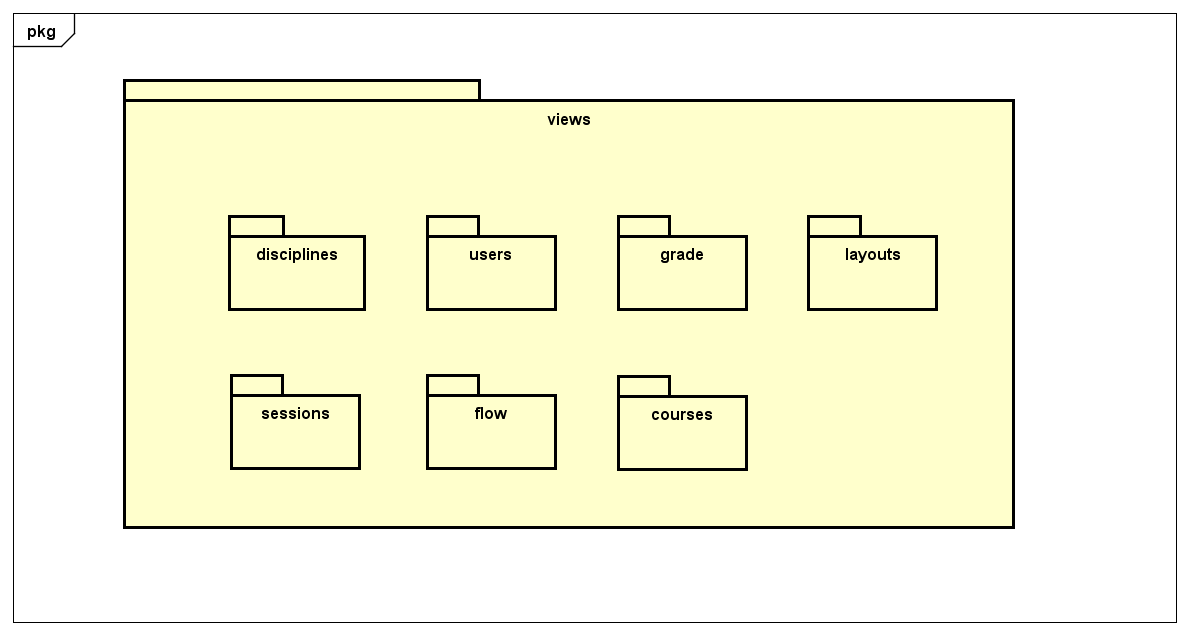 pkg
views
disciplines
users
grade
layouts
sessions
flow
courses